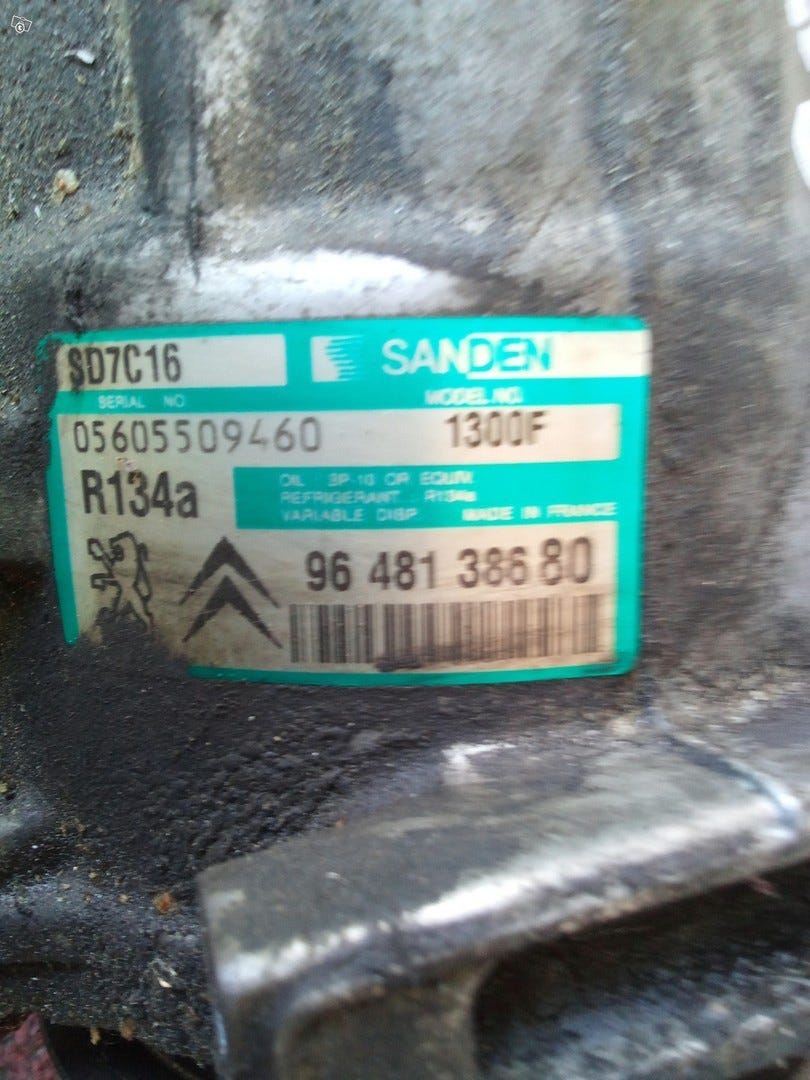 SD7C16 SANDEN
SERIAL NO. MODEL NO.
05605509460 1300F
R134a
OIL : SP-10 OR EQUIV.
REFRIGERANT : R134a
VARIABLE DISP. MADE IN FRANCE
96 481 386 80